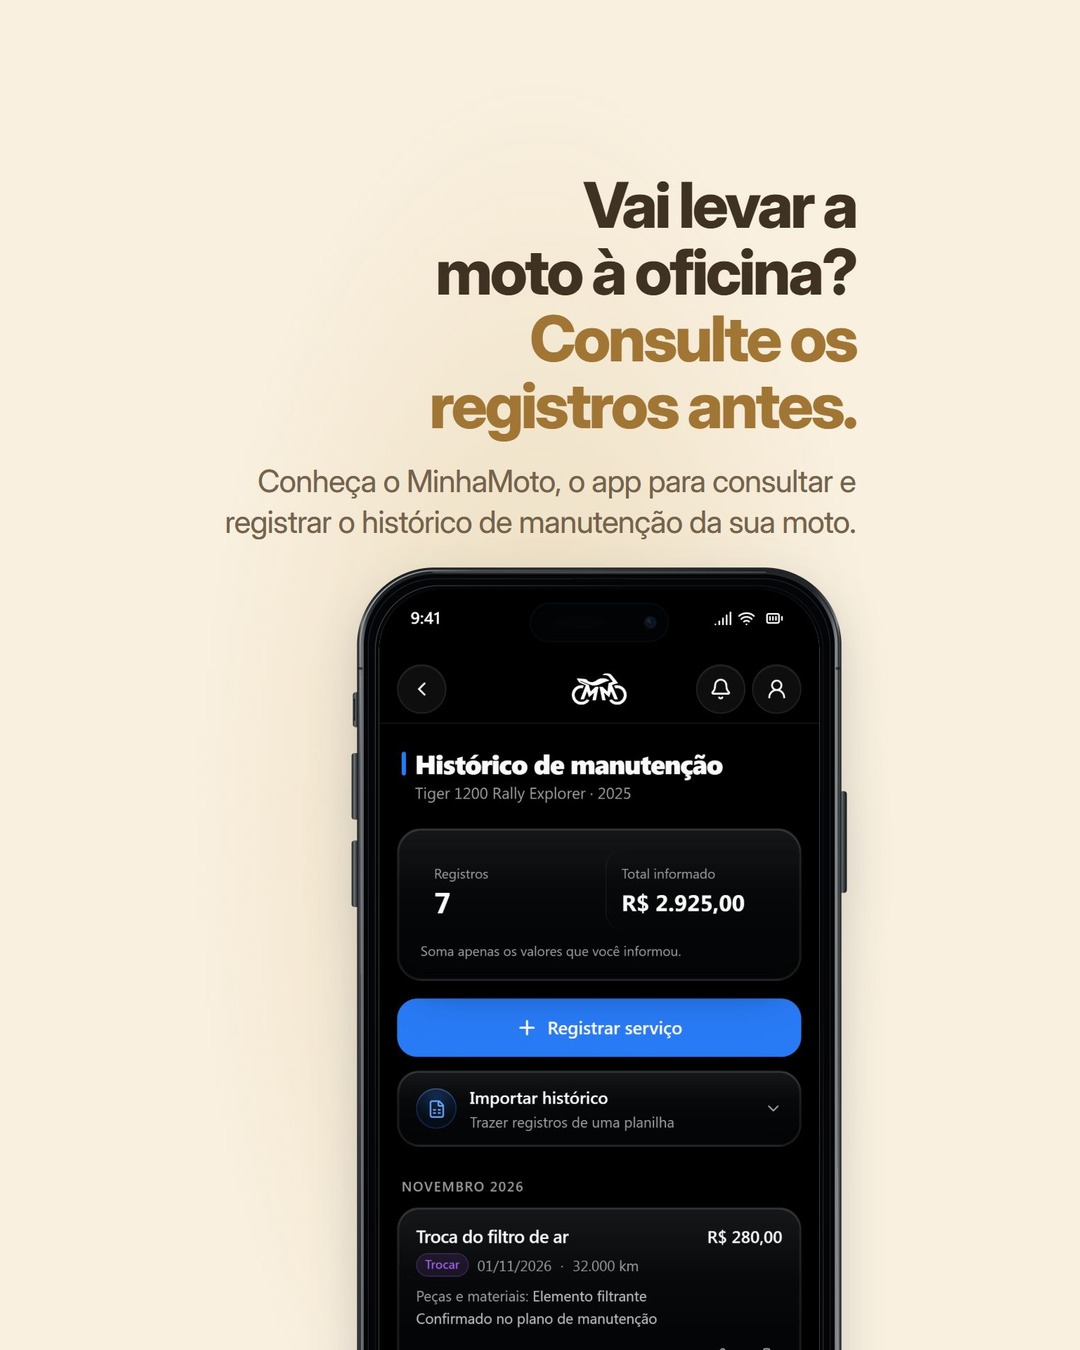 Vai levar a
moto à oficina?
Consulte os
registros antes.
Conheça o MinhaMoto, o app para consultar e
registrar o histórico de manutenção da sua moto.
9:41
MM
Histórico de manutenção
Tiger 1200 Rally Explorer · 2025
Registros
7
Total informado
R$ 2.925,00
Soma apenas os valores que você informou.
+ Registrar serviço
Importar histórico
Trazer registros de uma planilha
NOVEMBRO 2026
Troca do filtro de ar
R$ 280,00
Trocar 01/11/2026 · 32.000 km
Peças e materiais: Elemento filtrante
Confirmado no plano de manutenção